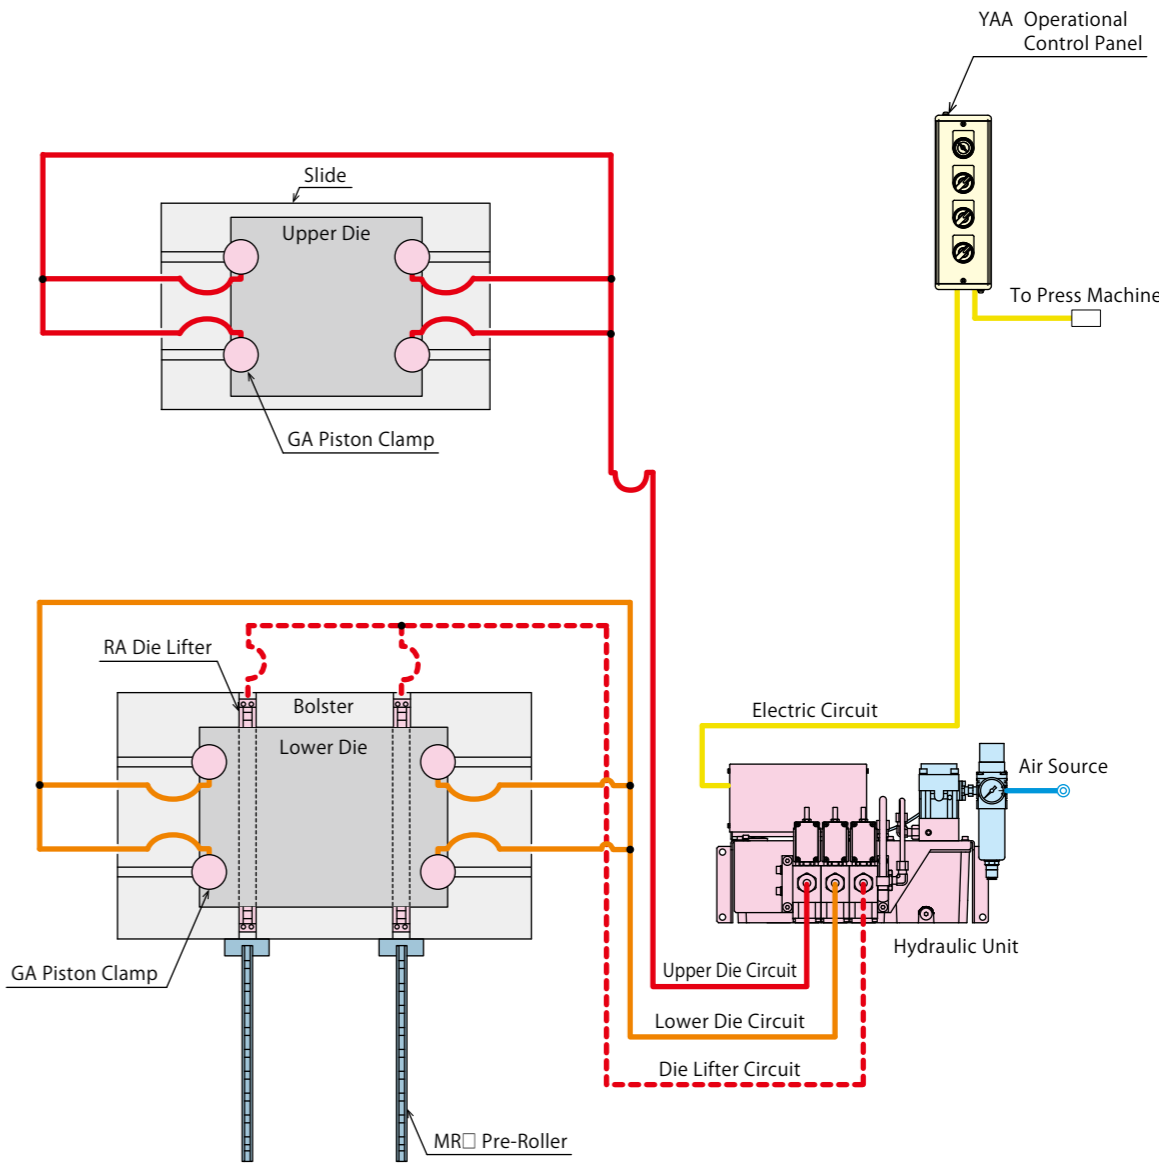 YAA Operational
Control Panel
Slide
Upper Die
To Press Machine
GA Piston Clamp
RA Die Lifter
Bolster
Lower Die
Electric Circuit
Air Source
Hydraulic Unit
GA Piston Clamp
Upper Die Circuit
Lower Die Circuit
Die Lifter Circuit
MR□ Pre-Roller